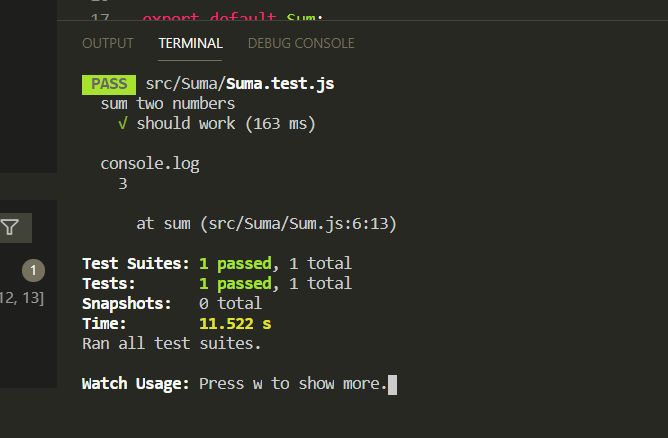 17 export default Sum;
OUTPUT TERMINAL DEBUG CONSOLE
PASS src/Suma/Suma.test.js
sum two numbers
√ should work (163 ms)
console.log
3
at sum (src/Suma/Sum.js:6:13)
1
12, 13]
Test Suites: 1 passed, 1 total
Tests: 1 passed, 1 total
Snapshots: 0 total
Time: 11.522 s
Ran all test suites.
Watch Usage: Press w to show more.